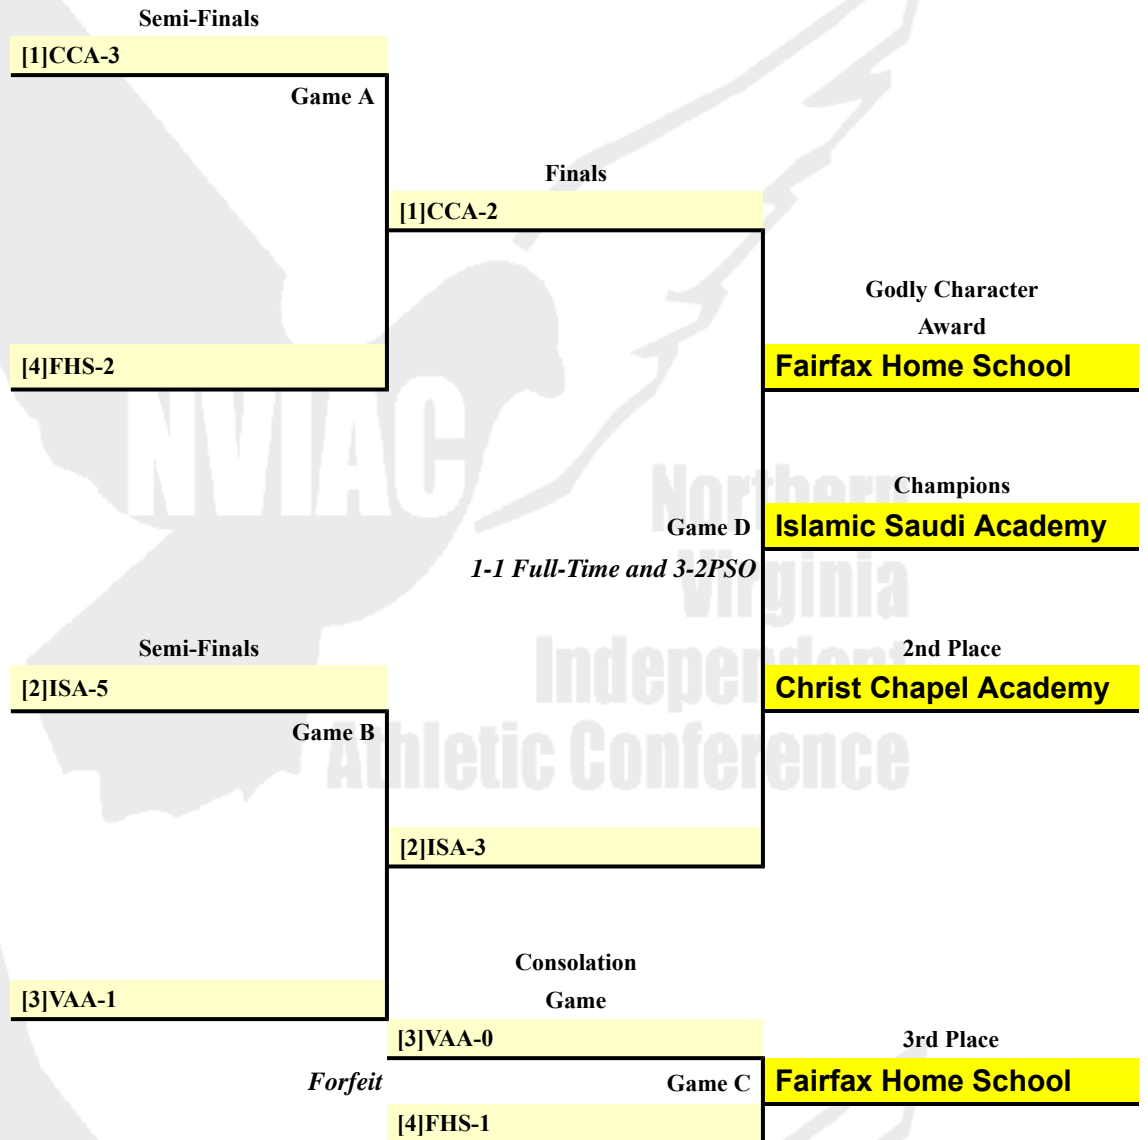 Semi-Finals
[1]CCA-3
Game A
Finals
[1]CCA-2
Godly Character
Award
[4]FHS-2
Fairfax Home School
NVIAC
Northern
Virginia
Independent
Athletic Conference
Champions
Game D
Islamic Saudi Academy
1-1 Full-Time and 3-2PSO
Semi-Finals
2nd Place
[2]ISA-5
Christ Chapel Academy
Game B
[2]ISA-3
Consolation
Game
[3]VAA-1
[3]VAA-0
3rd Place
Forfeit
Game C
Fairfax Home School
[4]FHS-1